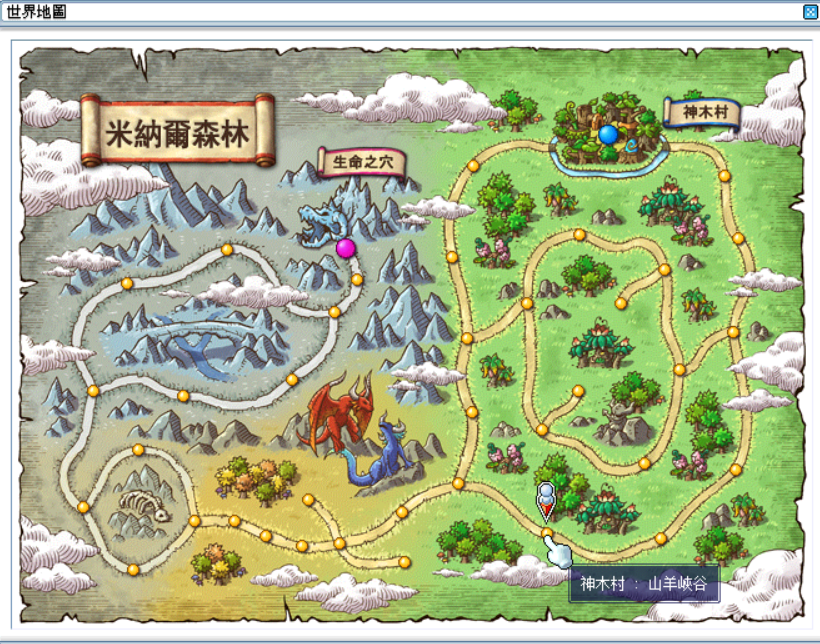 世界地圖
米納爾森林
神木村
生命之穴
神木村 : 山羊峽谷